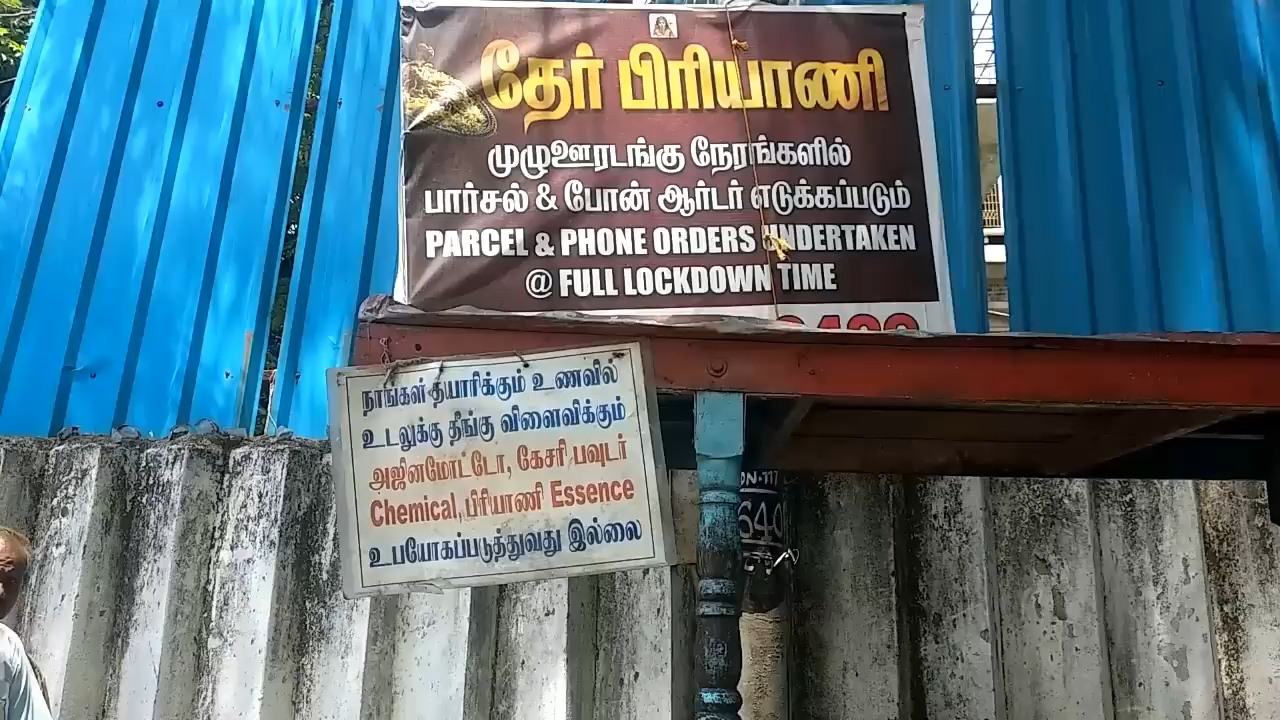 தேர் பிரியாணி
முழுஊரடங்கு நேரங்களில்
பார்சல் & போன் ஆர்டர் எடுக்கப்படும்
PARCEL & PHONE ORDERS UNDERTAKEN
@ FULL LOCKDOWN TIME
நாங்கள் தயாரிக்கும் உணவில்
உடலுக்கு தீங்கு விளைவிக்கும்
அஜினமோட்டோ, கேசரி பவுடர்
Chemical, பிரியாணி Essence
உபயோகப்படுத்துவது இல்லை
640